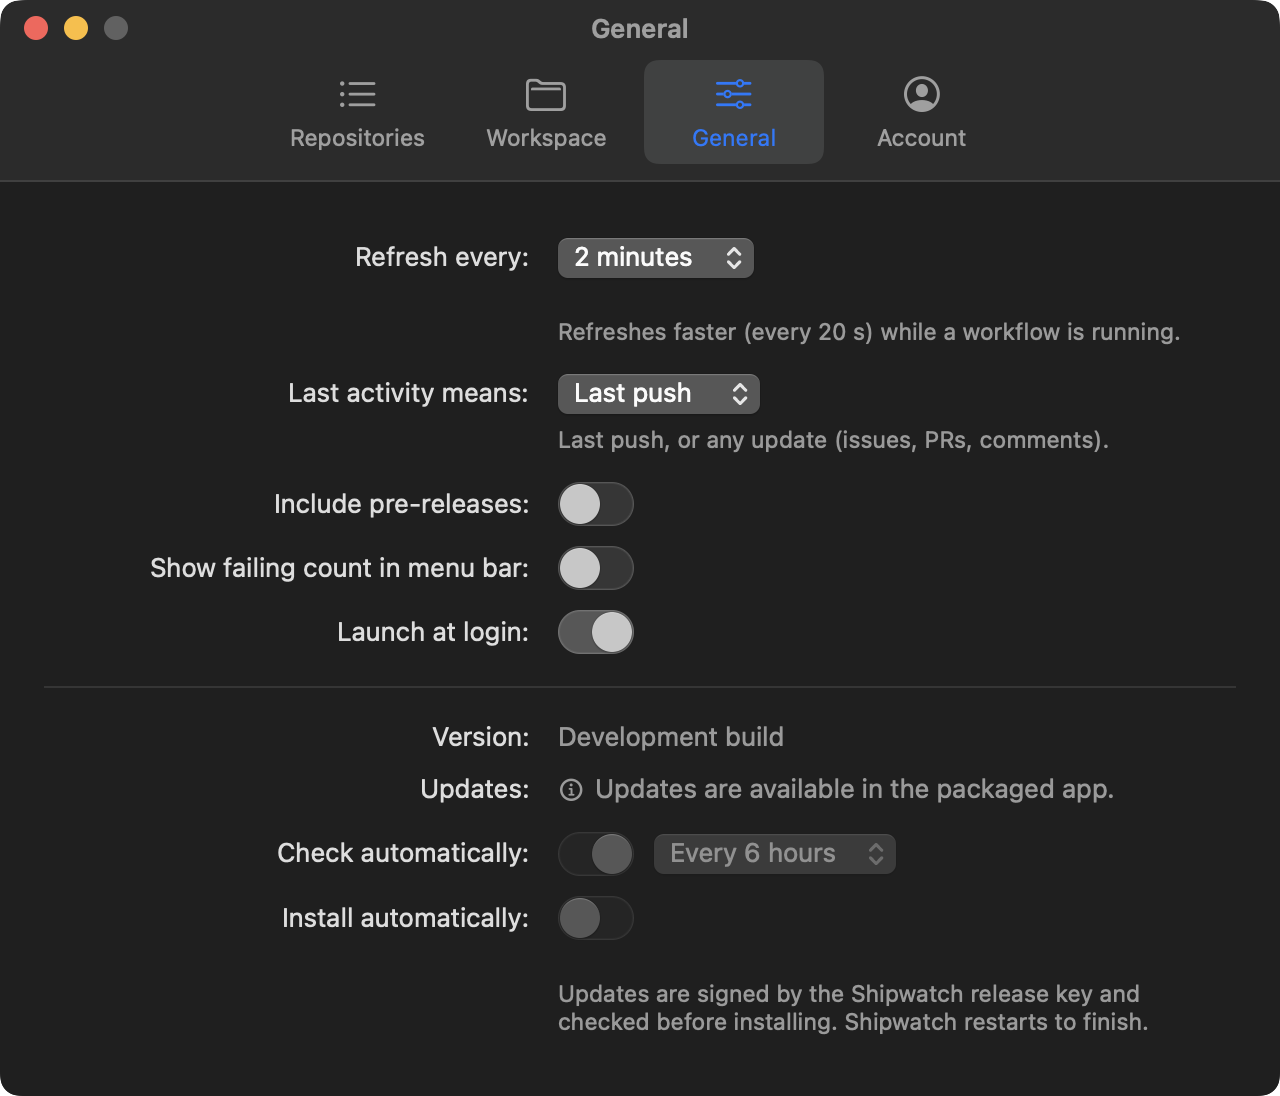 General
Repositories
Workspace
General
Account
Refresh every:
2 minutes
Refreshes faster (every 20 s) while a workflow is running.
Last activity means:
Last push
Last push, or any update (issues, PRs, comments).
Include pre-releases:
Show failing count in menu bar:
Launch at login:
Version:
Development build
Updates:
Updates are available in the packaged app.
Check automatically:
Every 6 hours
Install automatically:
Updates are signed by the Shipwatch release key and
checked before installing. Shipwatch restarts to finish.